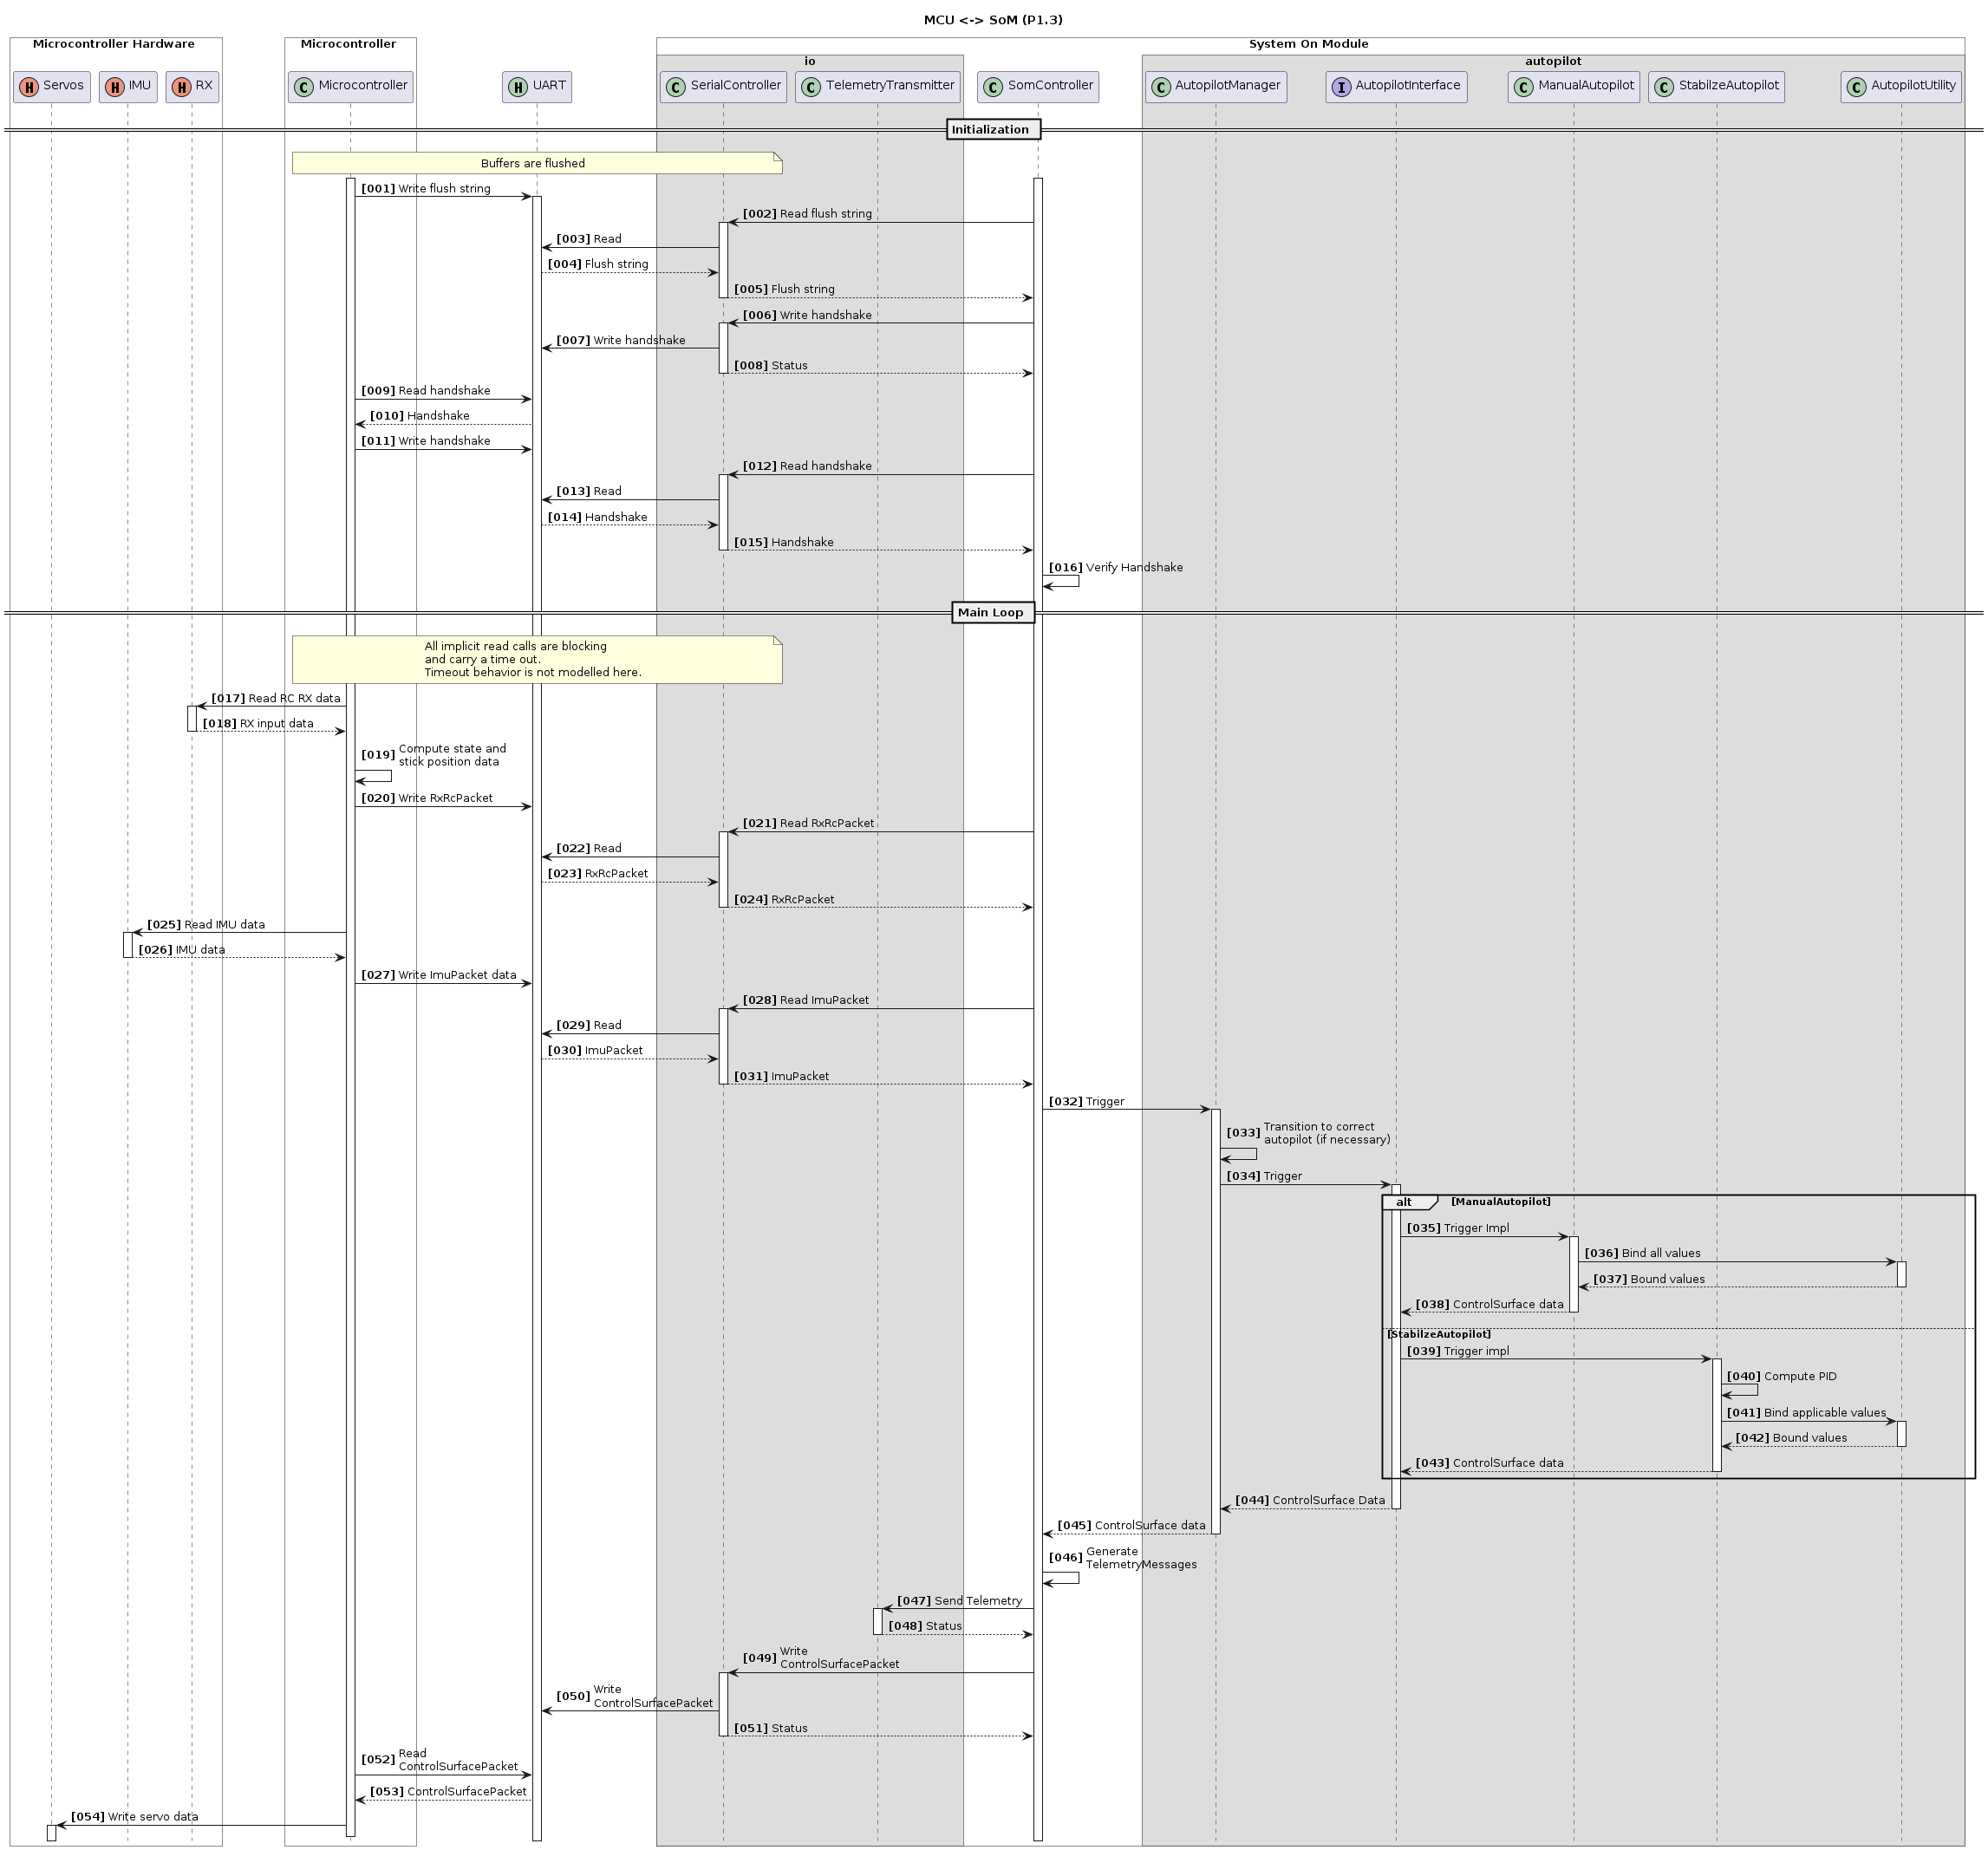 MCU <-> SoM (P1.3)
Microcontroller Hardware
Microcontroller
System On Module
io
autopilot
H Servos
H IMU
H RX
C Microcontroller
H UART
C SerialController
C TelemetryTransmitter
C SomController
C AutopilotManager
I AutopilotInterface
C ManualAutopilot
C StabilzeAutopilot
C AutopilotUtility
Initialization
Buffers are flushed
[001] Write flush string
[002] Read flush string
[003] Read
[004] Flush string
[005] Flush string
[006] Write handshake
[007] Write handshake
[008] Status
[009] Read handshake
[010] Handshake
[011] Write handshake
[012] Read handshake
[013] Read
[014] Handshake
[015] Handshake
[016] Verify Handshake
Main Loop
All implicit read calls are blocking
and carry a time out.
Timeout behavior is not modelled here.
[017] Read RC RX data
[018] RX input data
[019] Compute state and
stick position data
[020] Write RxRcPacket
[021] Read RxRcPacket
[022] Read
[023] RxRcPacket
[024] RxRcPacket
[025] Read IMU data
[026] IMU data
[027] Write ImuPacket data
[028] Read ImuPacket
[029] Read
[030] ImuPacket
[031] ImuPacket
[032] Trigger
[033] Transition to correct
autopilot (if necessary)
[034] Trigger
alt [ManualAutopilot]
[035] Trigger Impl
[036] Bind all values
[037] Bound values
[038] ControlSurface data
[StabilzeAutopilot]
[039] Trigger impl
[040] Compute PID
[041] Bind applicable values
[042] Bound values
[043] ControlSurface data
[044] ControlSurface Data
[045] ControlSurface data
[046] Generate
TelemetryMessages
[047] Send Telemetry
[048] Status
[049] Write
ControlSurfacePacket
[050] Write
ControlSurfacePacket
[051] Status
[052] Read
ControlSurfacePacket
[053] ControlSurfacePacket
[054] Write servo data